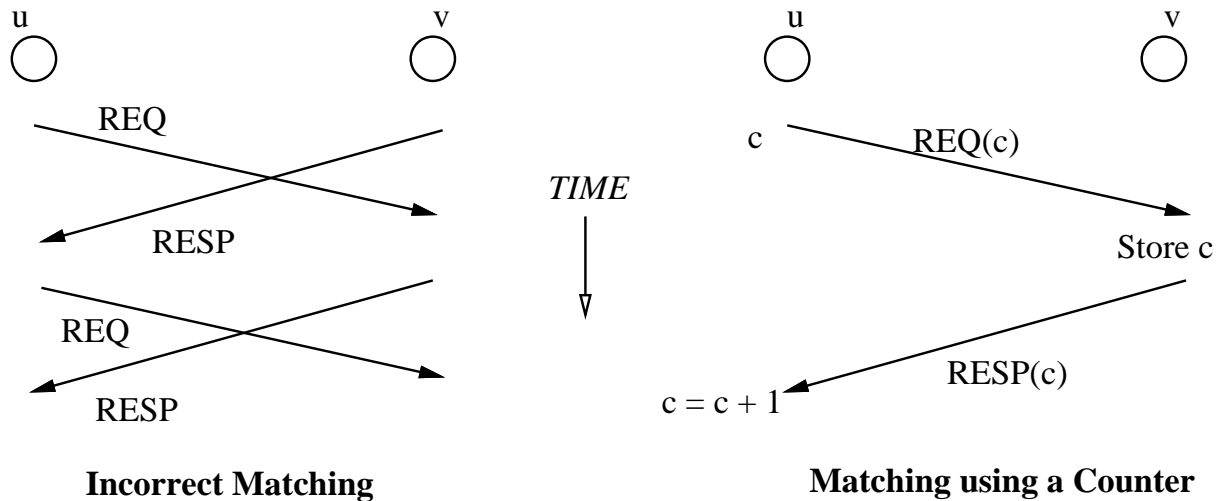 u
v
REQ
RESP
REQ
RESP
Incorrect Matching
TIME
u
v
c
REQ(c)
Store c
RESP(c)
c = c + 1
Matching using a Counter